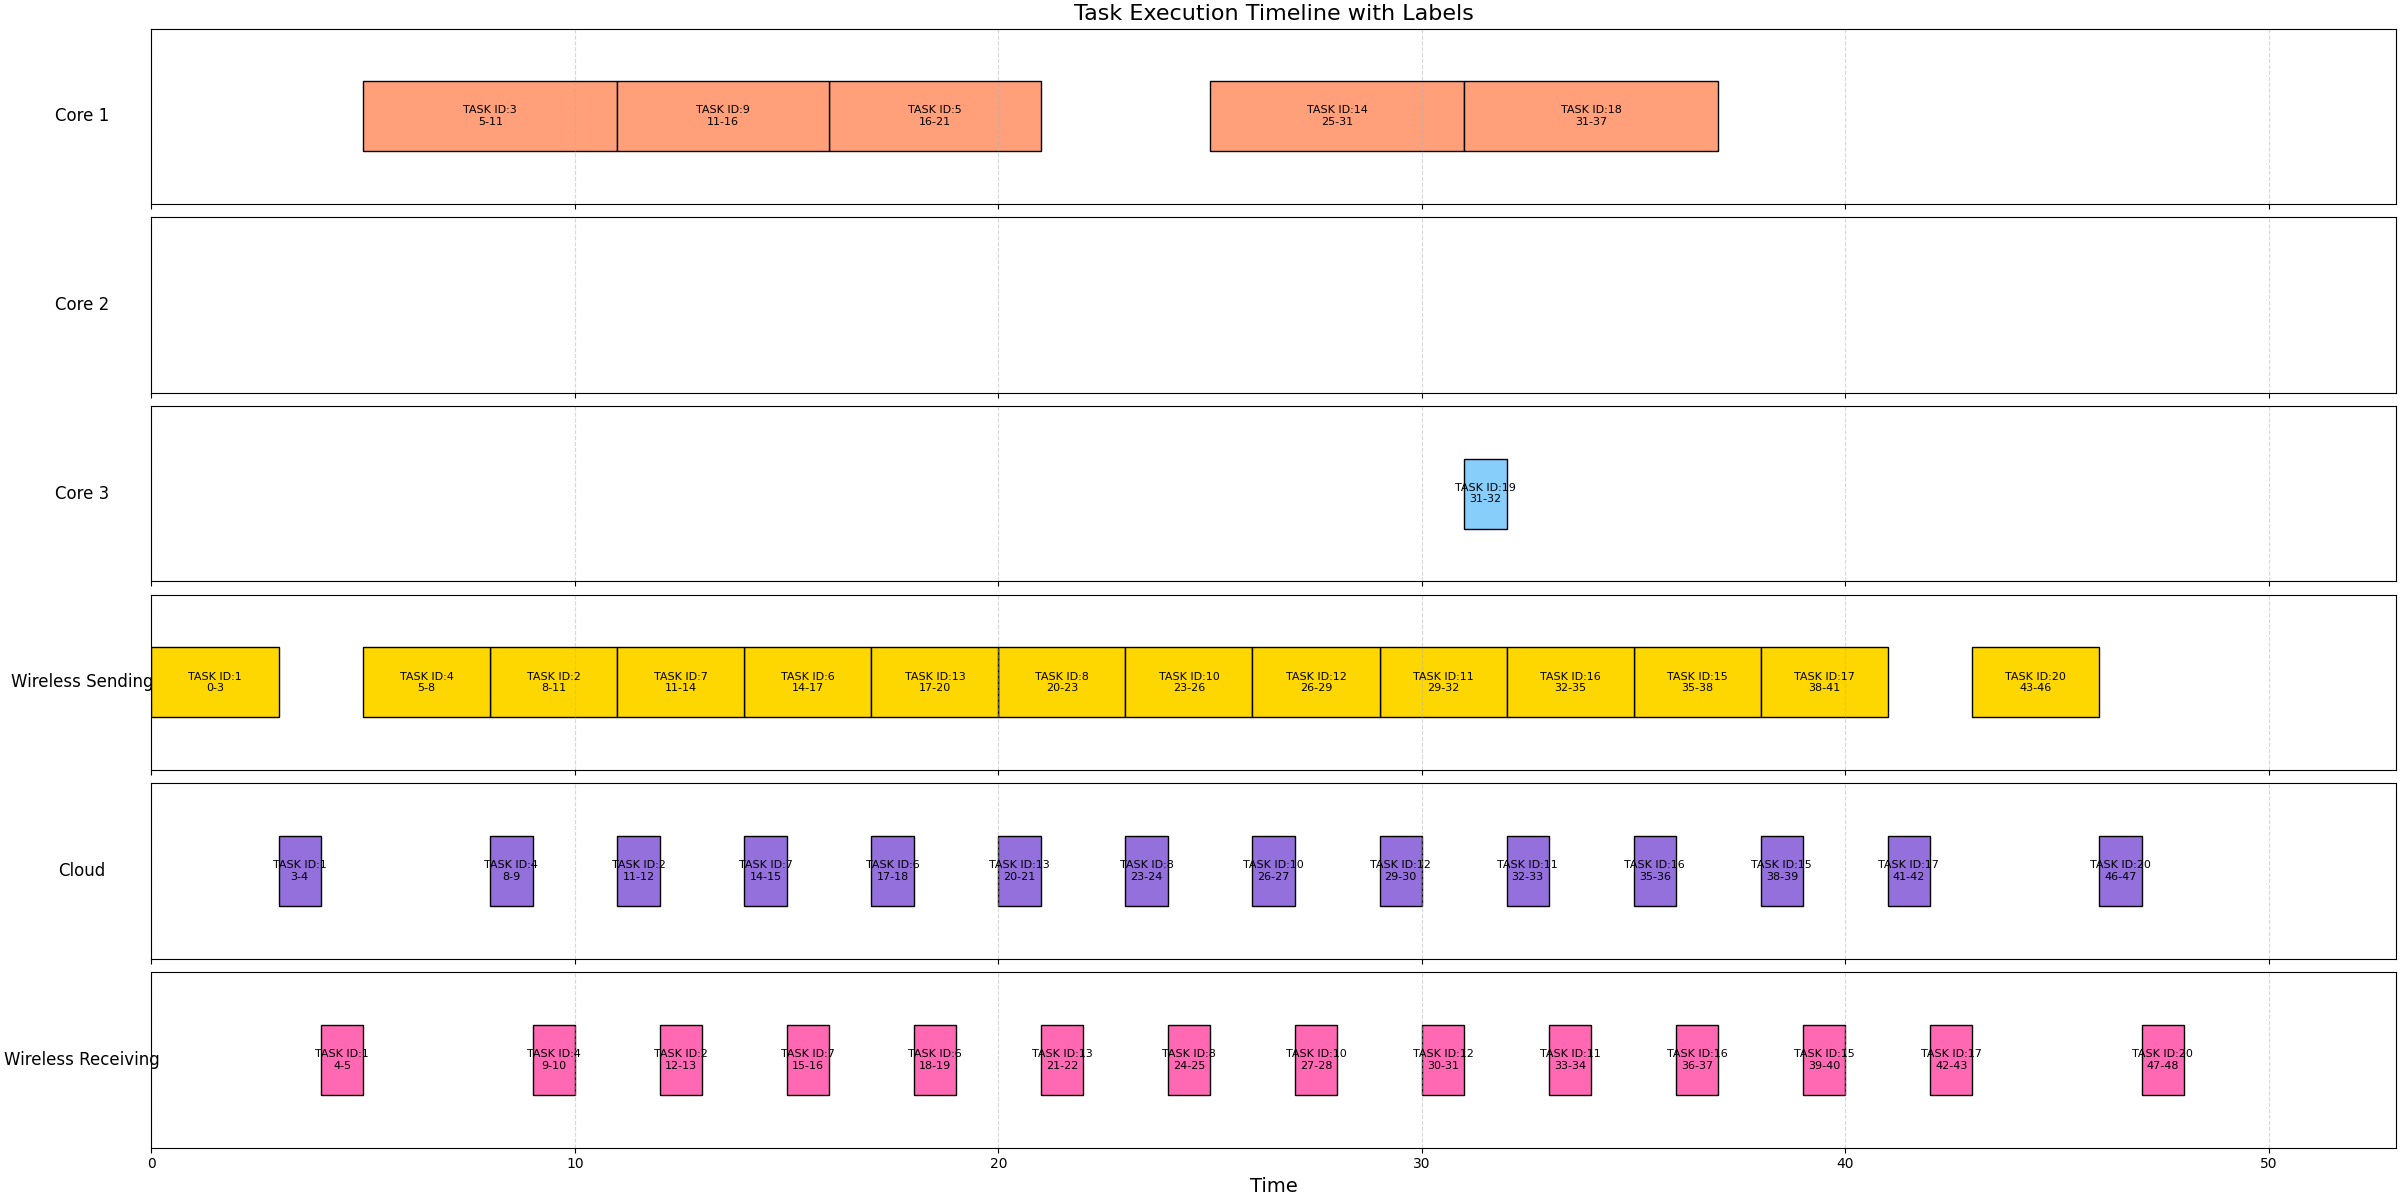 Task Execution Timeline with Labels
Core 1
TASK ID:3
5-11
TASK ID:9
11-16
TASK ID:5
16-21
TASK ID:14
25-31
TASK ID:18
31-37
Core 2
Core 3
TASK ID:19
31-32
Wireless Sending
TASK ID:1
0-3
TASK ID:4
5-8
TASK ID:2
8-11
TASK ID:7
11-14
TASK ID:6
14-17
TASK ID:13
17-20
TASK ID:8
20-23
TASK ID:10
23-26
TASK ID:12
26-29
TASK ID:11
29-32
TASK ID:16
32-35
TASK ID:15
35-38
TASK ID:17
38-41
TASK ID:20
43-46
Cloud
TASK ID:1
3-4
TASK ID:4
8-9
TASK ID:2
11-12
TASK ID:7
14-15
TASK ID:6
17-18
TASK ID:13
20-21
TASK ID:8
23-24
TASK ID:10
26-27
TASK ID:12
29-30
TASK ID:11
32-33
TASK ID:16
35-36
TASK ID:15
38-39
TASK ID:17
41-42
TASK ID:20
46-47
Wireless Receiving
TASK ID:1
4-5
TASK ID:4
9-10
TASK ID:2
12-13
TASK ID:7
15-16
TASK ID:6
18-19
TASK ID:13
21-22
TASK ID:8
24-25
TASK ID:10
27-28
TASK ID:12
30-31
TASK ID:11
33-34
TASK ID:16
36-37
TASK ID:15
39-40
TASK ID:17
42-43
TASK ID:20
47-48
0 10 20 30 40 50
Time